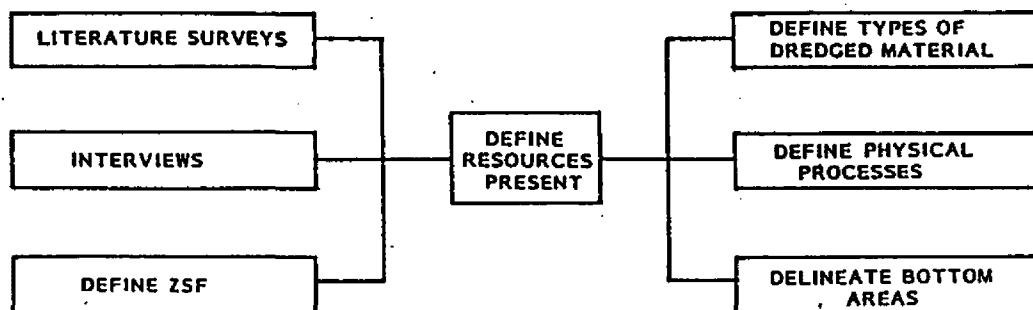 LITERATURE SURVEYS
INTERVIEWS
DEFINE ZSF
DEFINE
RESOURCES
PRESENT
DEFINE TYPES OF
DREDGED MATERIAL
DEFINE PHYSICAL
PROCESSES
DELINEATE BOTTOM
AREAS